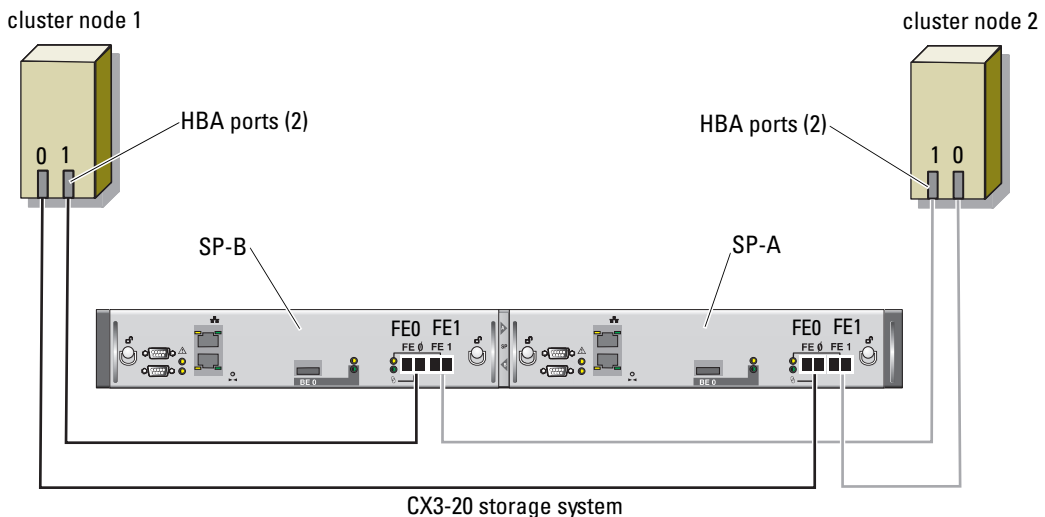 cluster node 1
cluster node 2
HBA ports (2)
HBA ports (2)
0 1
1 0
SP-B
SP-A
FE0 FE1
FE0 FE1
FE 0 FE 1
FE 0 FE 1
SP
BE 0
BE 0
CX3-20 storage system